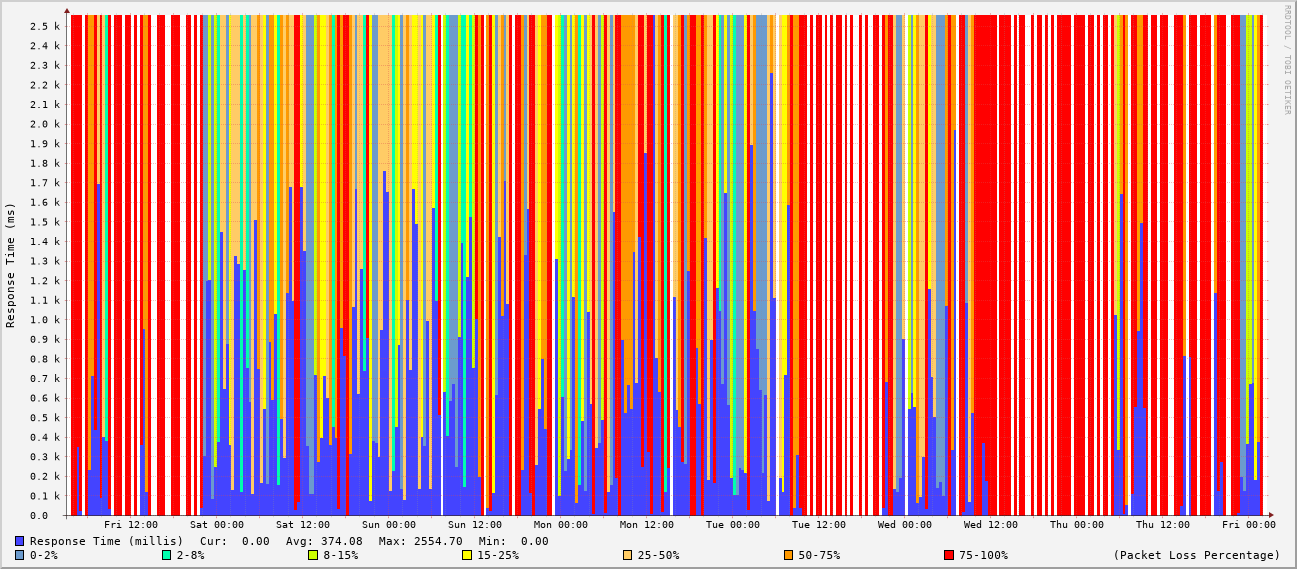 RRDTOOL / TOBI OETIKER
Response Time (ms)
2.5 k
2.4 k
2.3 k
2.2 k
2.1 k
2.0 k
1.9 k
1.8 k
1.7 k
1.6 k
1.5 k
1.4 k
1.3 k
1.2 k
1.1 k
1.0 k
0.9 k
0.8 k
0.7 k
0.6 k
0.5 k
0.4 k
0.3 k
0.2 k
0.1 k
0.0
Fri 12:00 Sat 00:00 Sat 12:00 Sun 00:00 Sun 12:00 Mon 00:00 Mon 12:00 Tue 00:00 Tue 12:00 Wed 00:00 Wed 12:00 Thu 00:00 Thu 12:00 Fri 00:00
Response Time (millis) Cur: 0.00 Avg: 374.08 Max: 2554.70 Min: 0.00
0-2% 2-8% 8-15% 15-25% 25-50% 50-75% 75-100% (Packet Loss Percentage)